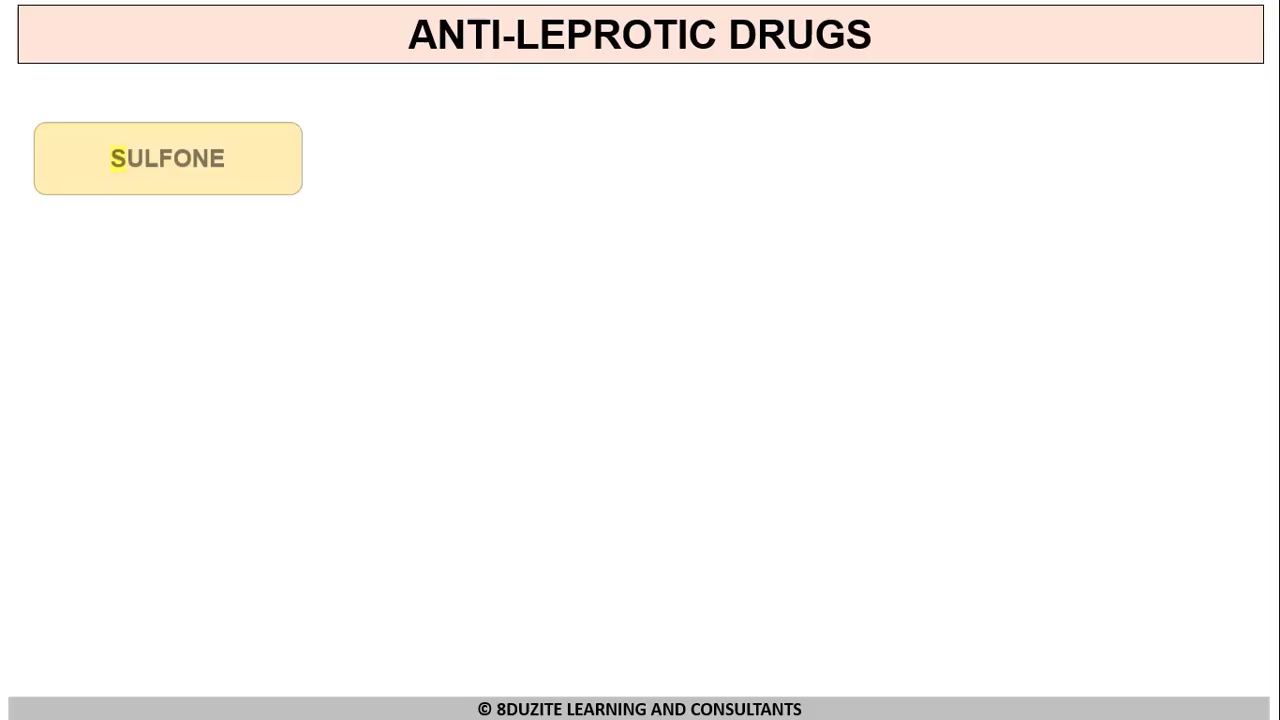 ANTI-LEPROTIC DRUGS
SULFONE
© 8DUZITE LEARNING AND CONSULTANTS